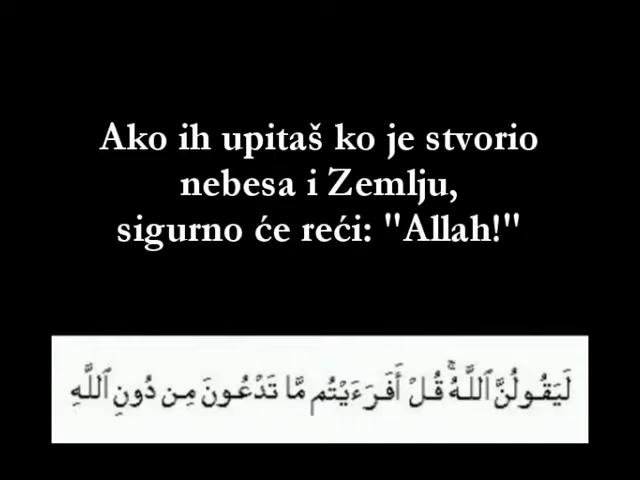 Ako ih upitaš ko je stvorio
nebesa i Zemlju,
sigurno će reći: "Allah!"
لَيَقُولُنَّ ٱللَّهُ ۚ قُلْ أَفَرَءَيْتُم مَّا تَدْعُونَ مِن دُونِ ٱللَّهِ